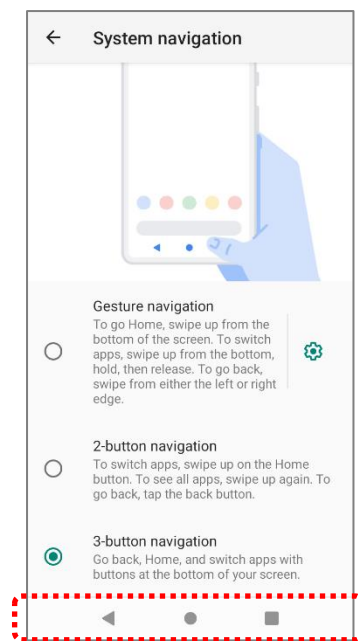 System navigation
Gesture navigation
To go Home, swipe up from the
bottom of the screen. To switch
apps, swipe up from the bottom,
hold, then release. To go back,
swipe from either the left or right
edge.
2-button navigation
To switch apps, swipe up on the Home
button. To see all apps, swipe up again. To
go back, tap the back button.
3-button navigation
Go back, Home, and switch apps with
buttons at the bottom of your screen.